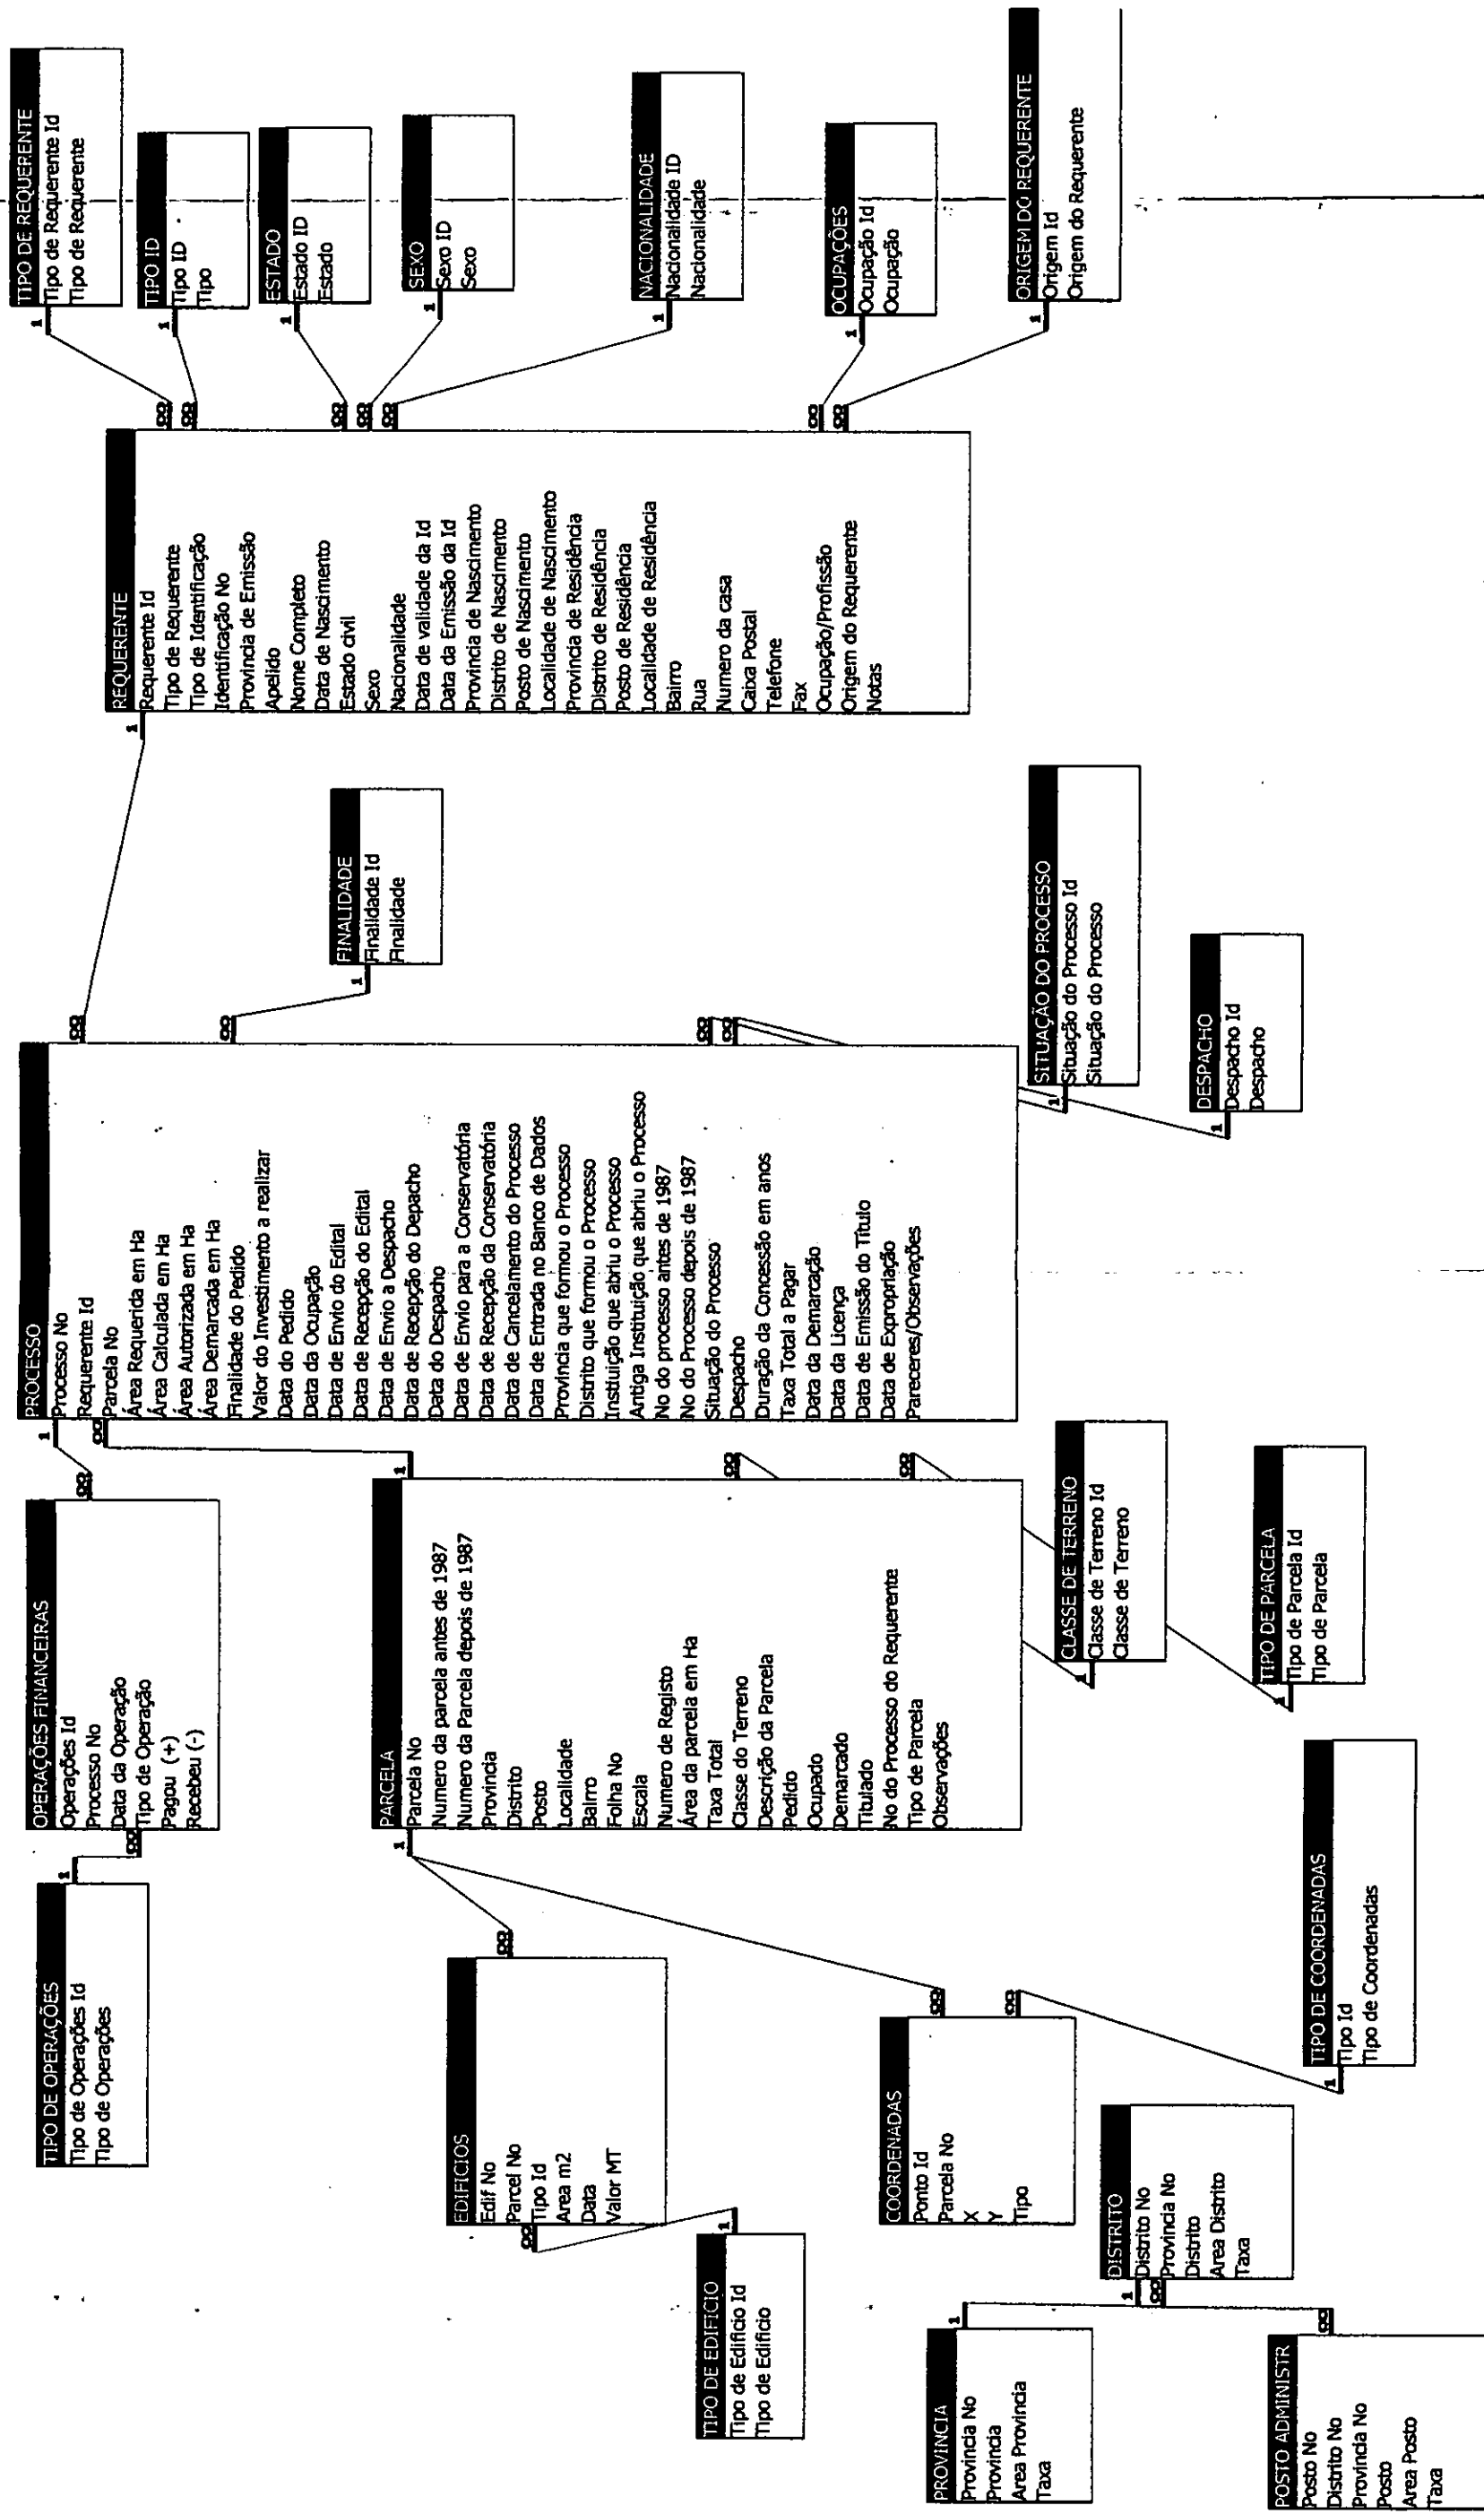 TIPO DE OPERAÇÕES
Tipo de Operações Id
Tipo de Operações
OPERAÇÕES FINANCEIRAS
Operações Id
Processo No
Data da Operação
Tipo de Operação
Pagou (+)
Recebeu (-)
PROCESSO
Processo No
Requerente Id
Parcela No
Área Requerida em Ha
Área Calculada em Ha
Área Autorizada em Ha
Área Demarcada em Ha
Finalidade do Pedido
Valor do Investimento a realizar
Data do Pedido
Data da Ocupação
Data de Envio do Edital
Data de Recepção do Edital
Data de Envio a Despacho
Data de Recepção do Depacho
Data do Despacho
Data de Envio para a Conservatória
Data de Recepção da Conservatória
Data de Cancelamento do Processo
Data de Entrada no Banco de Dados
Provincia que formou o Processo
Distrito que formou o Processo
Instiuição que abriu o Processo
Antiga Instituição que abriu o Processo
No do processo antes de 1987
No do Processo depois de 1987
Situação do Processo
Despacho
Duração da Concessão em anos
Taxa Total a Pagar
Data da Demarcação
Data da Licença
Data de Emissão do Título
Data de Expropriação
Pareceres/Observações
REQUERENTE
Requerente Id
Tipo de Requerente
Tipo de Identificação
Identificação No
Provincia de Emissão
Apelido
Nome Completo
Data de Nascimento
Estado civil
Sexo
Nacionalidade
Data de validade da Id
Data da Emissão da Id
Provincia de Nascimento
Distrito de Nascimento
Posto de Nascimento
Localidade de Nascimento
Provincia de Residência
Distrito de Residência
Posto de Residência
Localidade de Residência
Bairro
Rua
Numero da casa
Caixa Postal
Telefone
Fax
Ocupação/Profissão
Origem do Requerente
Notas
TIPO DE REQUERENTE
Tipo de Requerente Id
Tipo de Requerente
TIPO ID
Tipo ID
Tipo
ESTADO
Estado ID
Estado
SEXO
Sexo ID
Sexo
NACIONALIDADE
Nacionalidade ID
Nacionalidade
OCUPAÇÕES
Ocupação Id
Ocupação
ORIGEM DO REQUERENTE
Origem Id
Origem do Requerente
FINALIDADE
Finalidade Id
Finalidade
SITUAÇÃO DO PROCESSO
Situação do Processo Id
Situação do Processo
DESPACHO
Despacho Id
Despacho
PARCELA
Parcela No
Numero da parcela antes de 1987
Numero da Parcela depois de 1987
Provincia
Distrito
Posto
Localidade
Bairro
Folha No
Escala
Numero de Registo
Área da parcela em Ha
Taxa Total
Classe do Terreno
Descrição da Parcela
Pedido
Ocupado
Demarcado
Titulado
No do Processo do Requerente
Tipo de Parcela
Observações
CLASSE DE TERRENO
Classe de Terreno Id
Classe de Terreno
TIPO DE PARCELA
Tipo de Parcela Id
Tipo de Parcela
EDIFICIOS
Edif No
Parcel No
Tipo Id
Area m2
Data
Valor MT
TIPO DE EDIFICIO
Tipo de Edificio Id
Tipo de Edificio
COORDENADAS
Ponto Id
Parcela No
X
Y
Tipo
TIPO DE COORDENADAS
Tipo Id
Tipo de Coordenadas
PROVINCIA
Provincia No
Provincia
Area Provincia
Taxa
DISTRITO
Distrito No
Provincia No
Distrito
Area Distrito
Taxa
POSTO ADMINISTR
Posto No
Distrito No
Provincia No
Posto
Area Posto
Taxa